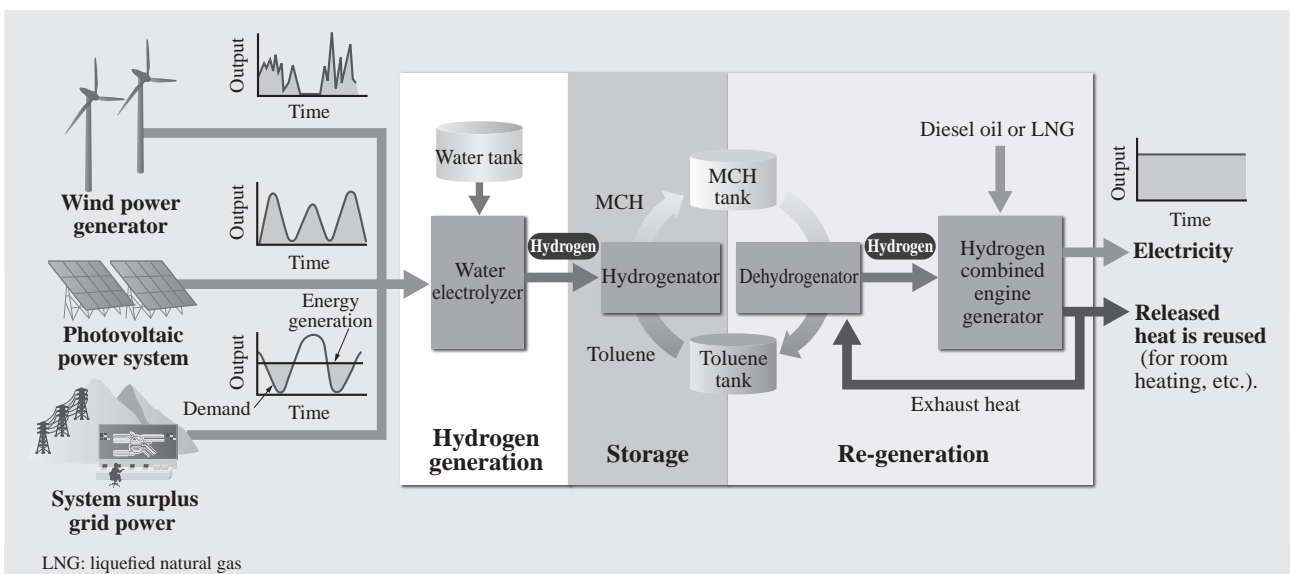 Output
Time
Wind power
generator
Output
Time
Photovoltaic
power system
Energy
generation
Output
Demand
Time
System surplus
grid power
LNG: liquefied natural gas
Water tank
Water
electrolyzer
Hydrogen
Hydrogen
generation
MCH
Hydrogenator
Toluene
Storage
MCH
tank
Dehydrogenator
Toluene
tank
Hydrogen
Diesel oil or LNG
Hydrogen
combined
engine
generator
Exhaust heat
Re-generation
Output
Time
Electricity
Released
heat is reused
(for room
heating, etc.).